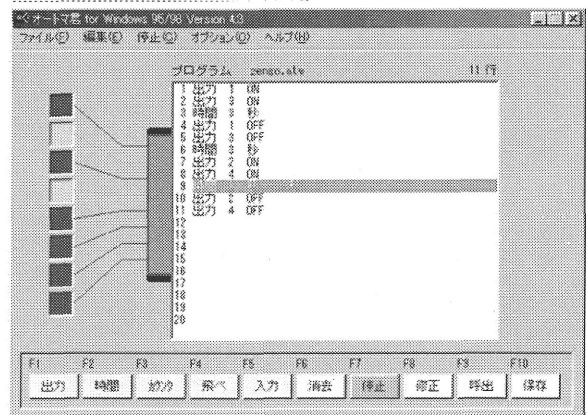 オートマ君 for Windows 95/98 Version 4.3
ファイル(F) 編集(E) 停止(C) オプション(O) ヘルプ(H)
プログラム zenso.atv 11 行
1 出力 1 ON
2 出力 3 ON
3 時間 3 秒
4 出力 1 OFF
5 出力 3 OFF
6 時間 3 秒
7 出力 2 ON
8 出力 4 ON
9
10 出力 2 OFF
11 出力 4 OFF
12
13
14
15
16
17
18
19
20
F1 F2 F3 F4 F5 F6 F7 F8 F9 F10
出力 時間 カウンタ 飛べ 入力 消去 停止 修正 呼出 保存